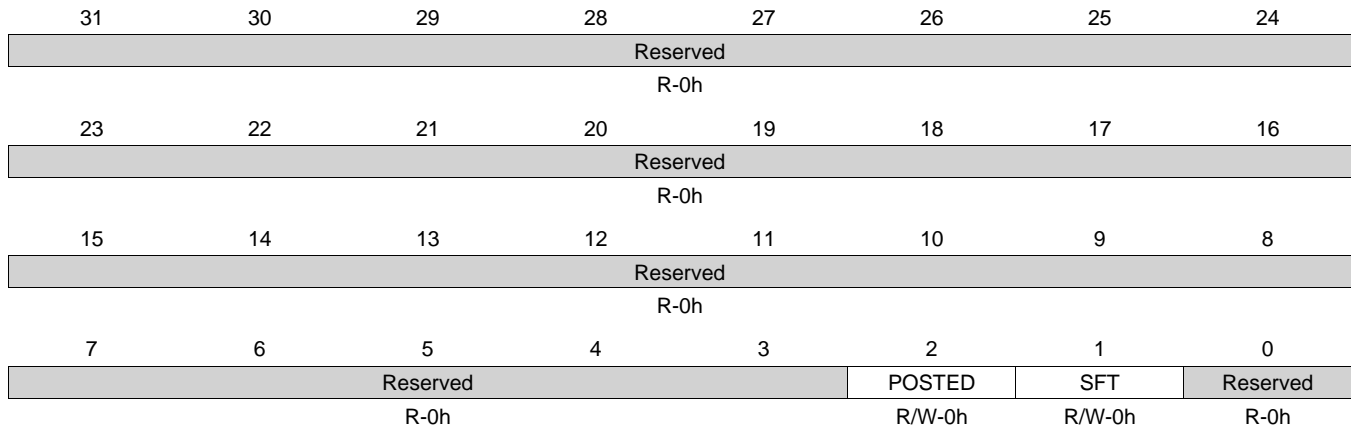 31 30 29 28 27 26 25 24
Reserved
R-0h
23 22 21 20 19 18 17 16
Reserved
R-0h
15 14 13 12 11 10 9 8
Reserved
R-0h
7 6 5 4 3 2 1 0
Reserved POSTED SFT Reserved
R-0h R/W-0h R/W-0h R-0h